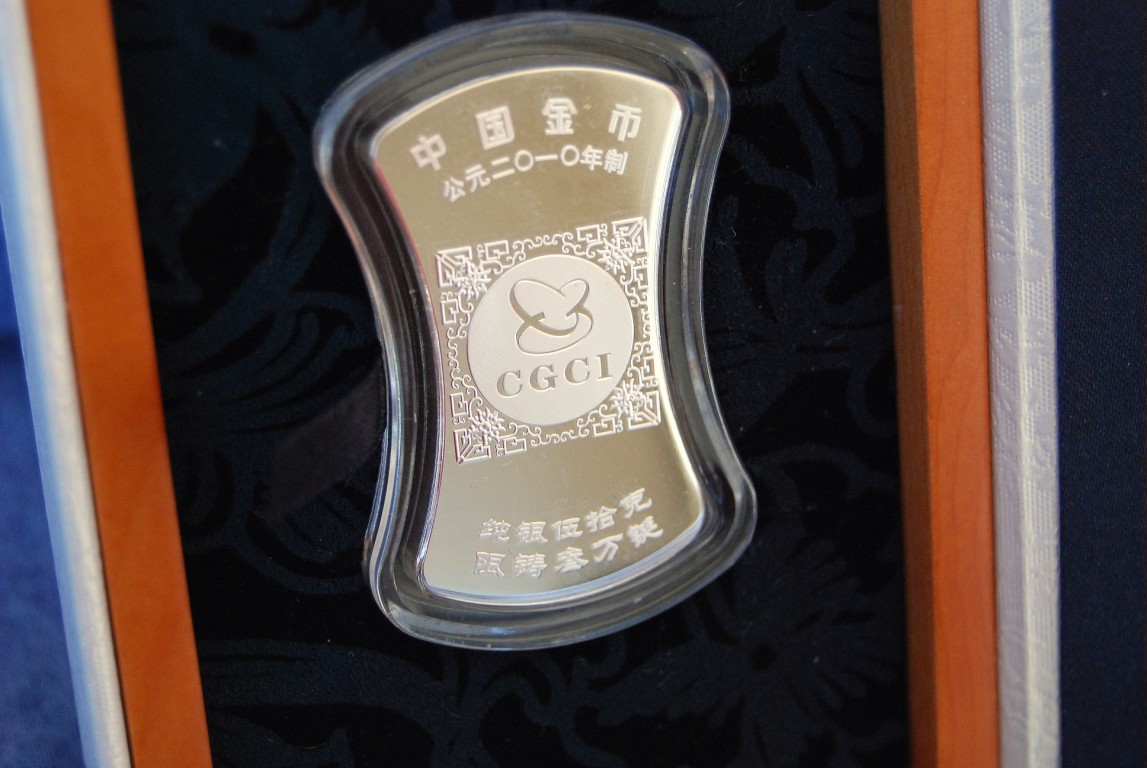 中国金币
公元二〇一〇年制
CGCI
纯银伍拾克
限铸叁万锭